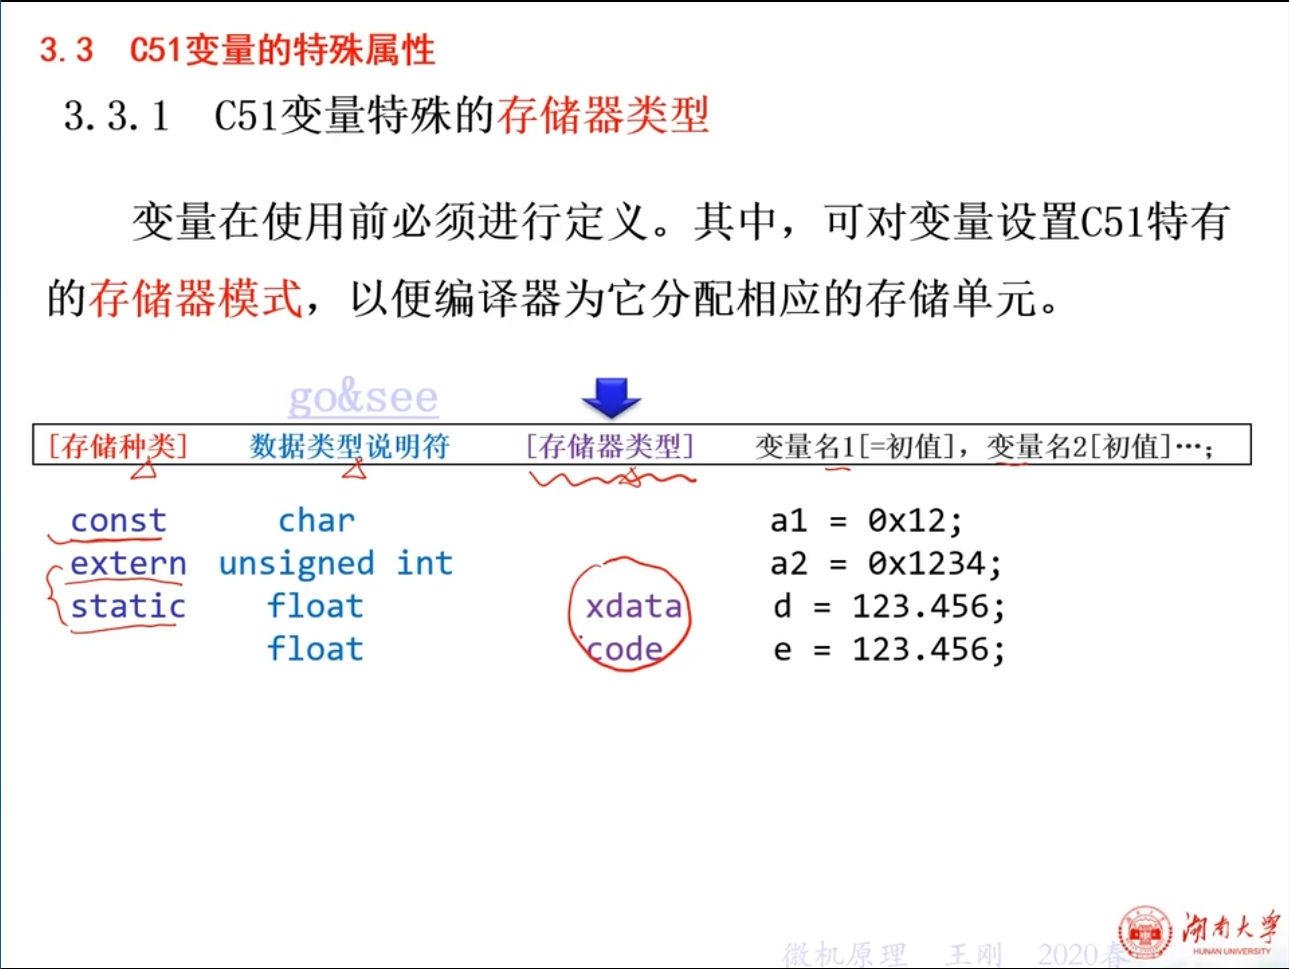 3.3 C51变量的特殊属性
3.3.1 C51变量特殊的存储器类型
变量在使用前必须进行定义。其中，可对变量设置C51特有
的存储器模式，以便编译器为它分配相应的存储单元。
go&see
[存储种类] 数据类型说明符 [存储器类型] 变量名1[=初值]，变量名2[初值]…;
const char a1 = 0x12;
extern unsigned int a2 = 0x1234;
static float xdata d = 123.456;
float code e = 123.456;
湖南大学
HUNAN UNIVERSITY
微机原理 王刚 2020春